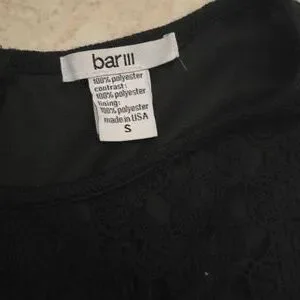 bar III
100% polyester
contrast:
100% polyester
lining:
100% polyester
made in USA
S